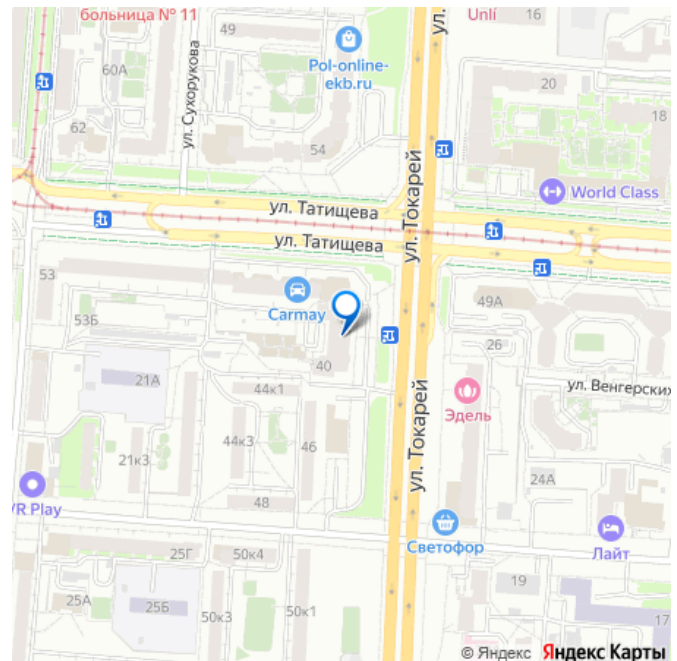 больница № 11
49
Unli
16
ул.
60А
Pol-online-
ekb.ru
20
ул. Сухорукова
18
62
54
World Class
ул. Татищева
ул. Токарей
ул. Татищева
53
Carmay
49А
53Б
26
40
21А
44к1
ул. Венгерских
Эдель
ул. Токарей
44к3
46
21к3
24А
VR Play
48
Светофор
Лайт
25Г
50к4
19
25А
25Б
50к3
50к1
17
© Яндекс Яндекс Карты